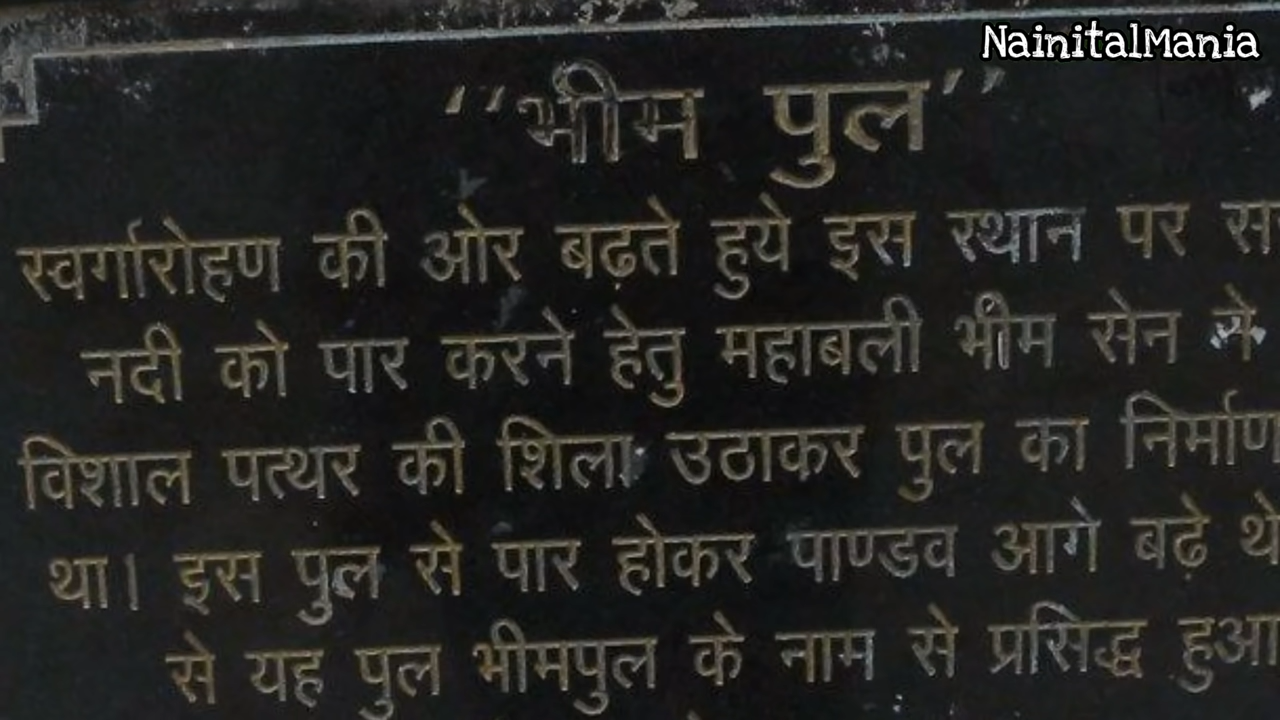 NainitalMania
“भीम पुल”
स्वर्गारोहण की ओर बढ़ते हुये इस स्थान पर
नदी को पार करने हेतु महाबली भीम सेन ने
विशाल पत्थर की शिला उठाकर पुल का निर्माण
था। इस पुल से पार होकर पाण्डव आगे बढ़े थे
से यह पुल भीमपुल के नाम से प्रसिद्ध हुआ